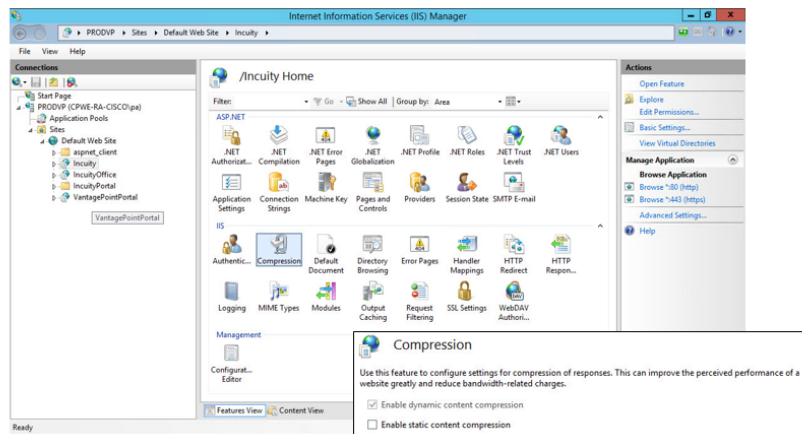 Internet Information Services (IIS) Manager
PRODVP ▸ Sites ▸ Default Web Site ▸ Incuity ▸
File View Help
Connections
Start Page
PRODVP (CPWE-RA-CISCO\pa)
Application Pools
Sites
Default Web Site
aspnet_client
Incuity
IncuityOffice
IncuityPortal
VantagePointPortal
VantagePointPortal
/Incuity Home
Filter: Go Show All Group by: Area
ASP.NET
.NET Authorizat...
.NET Compilation
.NET Error Pages
.NET Globalization
.NET Profile
.NET Roles
.NET Trust Levels
.NET Users
Application Settings
Connection Strings
Machine Key
Pages and Controls
Providers
Session State
SMTP E-mail
IIS
Authentic...
Compression
Default Document
Directory Browsing
Error Pages
Handler Mappings
HTTP Redirect
HTTP Respon...
Logging
MIME Types
Modules
Output Caching
Request Filtering
SSL Settings
WebDAV Authori...
Management
Configurat... Editor
Features View Content View
Ready
Actions
Open Feature
Explore
Edit Permissions...
Basic Settings...
View Virtual Directories
Manage Application
Browse Application
Browse *:80 (http)
Browse *:443 (https)
Advanced Settings...
Help
Compression
Use this feature to configure settings for compression of responses. This can improve the perceived performance of a
website greatly and reduce bandwidth-related charges.
Enable dynamic content compression
Enable static content compression